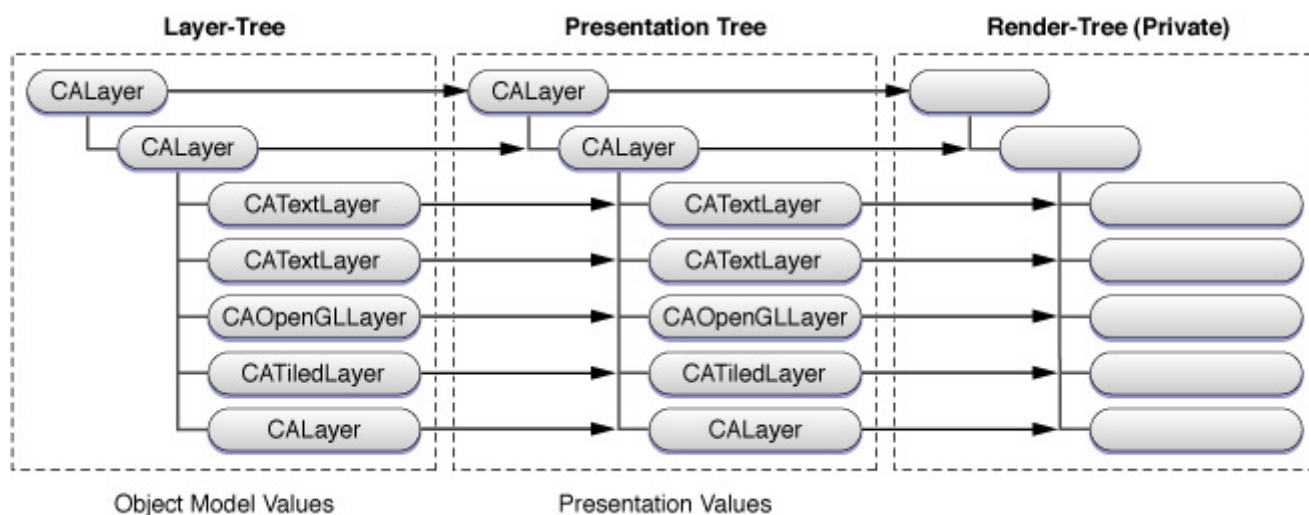 Layer-Tree Presentation Tree Render-Tree (Private)
CALayer CALayer
CALayer CALayer
CATextLayer CATextLayer
CATextLayer CATextLayer
CAOpenGLLayer CAOpenGLLayer
CATiledLayer CATiledLayer
CALayer CALayer
Object Model Values Presentation Values